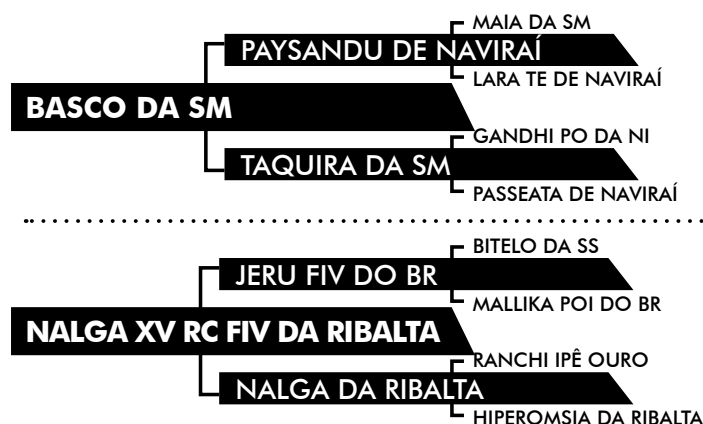 MAIA DA SM
PAYSANDU DE NAVIRAÍ
LARA TE DE NAVIRAÍ
BASCO DA SM
GANDHI PO DA NI
TAQUIRA DA SM
PASSEATA DE NAVIRAÍ
BITELO DA SS
JERU FIV DO BR
MALLIKA POI DO BR
NALGA XV RC FIV DA RIBALTA
RANCHI IPÊ OURO
NALGA DA RIBALTA
HIPEROMSIA DA RIBALTA